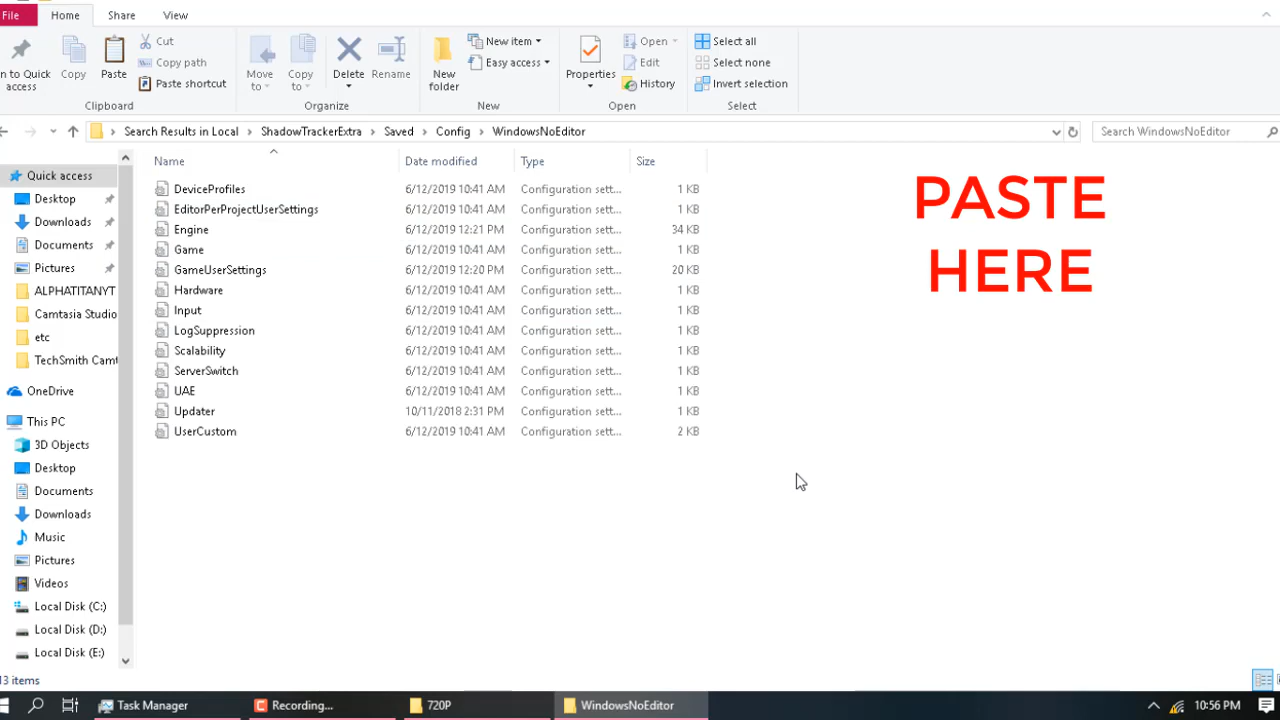 File Home Share View
n to Quick access
Copy
Paste
Cut
Copy path
Paste shortcut
Clipboard
Move to
Copy to
Delete
Rename
Organize
New folder
New item
Easy access
New
Properties
Open
Edit
History
Open
Select all
Select none
Invert selection
Select
Search Results in Local > ShadowTrackerExtra > Saved > Config > WindowsNoEditor
Search WindowsNoEditor
Name Date modified Type Size
DeviceProfiles 6/12/2019 10:41 AM Configuration sett... 1 KB
EditorPerProjectUserSettings 6/12/2019 10:41 AM Configuration sett... 1 KB
Engine 6/12/2019 12:21 PM Configuration sett... 34 KB
Game 6/12/2019 10:41 AM Configuration sett... 1 KB
GameUserSettings 6/12/2019 12:20 PM Configuration sett... 20 KB
Hardware 6/12/2019 10:41 AM Configuration sett... 1 KB
Input 6/12/2019 10:41 AM Configuration sett... 1 KB
LogSuppression 6/12/2019 10:41 AM Configuration sett... 1 KB
Scalability 6/12/2019 10:41 AM Configuration sett... 1 KB
ServerSwitch 6/12/2019 10:41 AM Configuration sett... 1 KB
UAE 6/12/2019 10:41 AM Configuration sett... 1 KB
Updater 10/11/2018 2:31 PM Configuration sett... 1 KB
UserCustom 6/12/2019 10:41 AM Configuration sett... 2 KB
PASTE
HERE
Quick access
Desktop
Downloads
Documents
Pictures
ALPHATITANYT
Camtasia Studio
etc
TechSmith Camt
OneDrive
This PC
3D Objects
Desktop
Documents
Downloads
Music
Pictures
Videos
Local Disk (C:)
Local Disk (D:)
Local Disk (E:)
13 items
Task Manager
Recording...
720P
WindowsNoEditor
10:56 PM